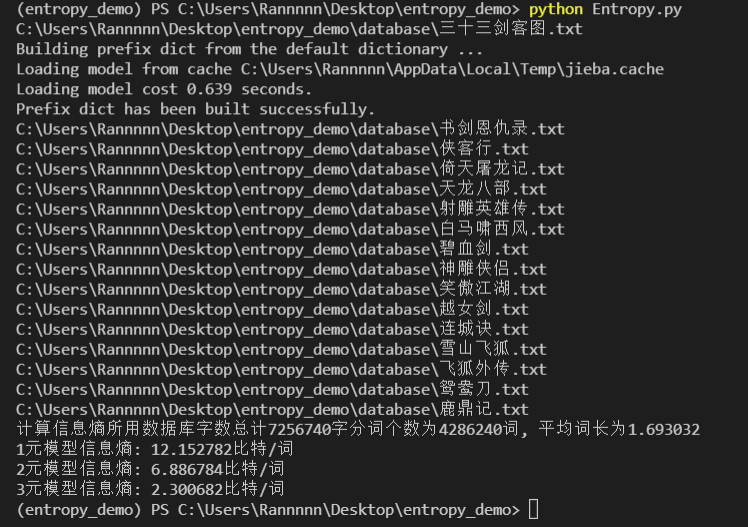 (entropy_demo) PS C:\Users\Rannnnn\Desktop\entropy_demo> python Entropy.py
C:\Users\Rannnnn\Desktop\entropy_demo\database\三十三剑客图.txt
Building prefix dict from the default dictionary ...
Loading model from cache C:\Users\Rannnnn\AppData\Local\Temp\jieba.cache
Loading model cost 0.639 seconds.
Prefix dict has been built successfully.
C:\Users\Rannnnn\Desktop\entropy_demo\database\书剑恩仇录.txt
C:\Users\Rannnnn\Desktop\entropy_demo\database\侠客行.txt
C:\Users\Rannnnn\Desktop\entropy_demo\database\倚天屠龙记.txt
C:\Users\Rannnnn\Desktop\entropy_demo\database\天龙八部.txt
C:\Users\Rannnnn\Desktop\entropy_demo\database\射雕英雄传.txt
C:\Users\Rannnnn\Desktop\entropy_demo\database\白马啸西风.txt
C:\Users\Rannnnn\Desktop\entropy_demo\database\碧血剑.txt
C:\Users\Rannnnn\Desktop\entropy_demo\database\神雕侠侣.txt
C:\Users\Rannnnn\Desktop\entropy_demo\database\笑傲江湖.txt
C:\Users\Rannnnn\Desktop\entropy_demo\database\越女剑.txt
C:\Users\Rannnnn\Desktop\entropy_demo\database\连城诀.txt
C:\Users\Rannnnn\Desktop\entropy_demo\database\雪山飞狐.txt
C:\Users\Rannnnn\Desktop\entropy_demo\database\飞狐外传.txt
C:\Users\Rannnnn\Desktop\entropy_demo\database\鸳鸯刀.txt
C:\Users\Rannnnn\Desktop\entropy_demo\database\鹿鼎记.txt
计算信息熵所用数据库字数总计7256740字分词个数为4286240词, 平均词长为1.693032
1元模型信息熵: 12.152782比特/词
2元模型信息熵: 6.886784比特/词
3元模型信息熵: 2.300682比特/词
(entropy_demo) PS C:\Users\Rannnnn\Desktop\entropy_demo>